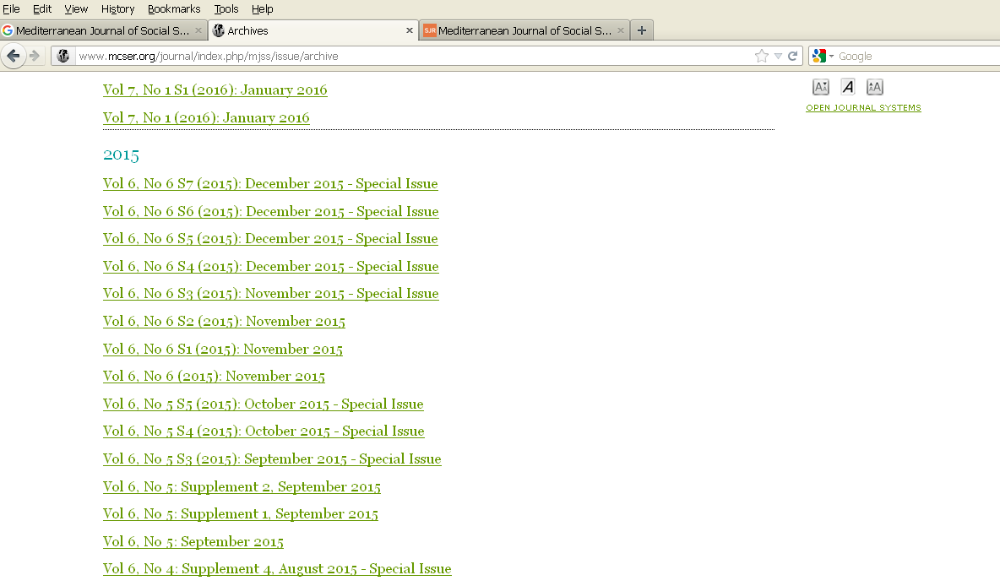 File Edit View History Bookmarks Tools Help
Mediterranean Journal of Social S... Archives Mediterranean Journal of Social S...
www.mcser.org/journal/index.php/mjss/issue/archive Google
Vol 7, No 1 S1 (2016): January 2016
Vol 7, No 1 (2016): January 2016
OPEN JOURNAL SYSTEMS
2015
Vol 6, No 6 S7 (2015): December 2015 - Special Issue
Vol 6, No 6 S6 (2015): December 2015 - Special Issue
Vol 6, No 6 S5 (2015): December 2015 - Special Issue
Vol 6, No 6 S4 (2015): December 2015 - Special Issue
Vol 6, No 6 S3 (2015): November 2015 - Special Issue
Vol 6, No 6 S2 (2015): November 2015
Vol 6, No 6 S1 (2015): November 2015
Vol 6, No 6 (2015): November 2015
Vol 6, No 5 S5 (2015): October 2015 - Special Issue
Vol 6, No 5 S4 (2015): October 2015 - Special Issue
Vol 6, No 5 S3 (2015): September 2015 - Special Issue
Vol 6, No 5: Supplement 2, September 2015
Vol 6, No 5: Supplement 1, September 2015
Vol 6, No 5: September 2015
Vol 6, No 4: Supplement 4, August 2015 - Special Issue